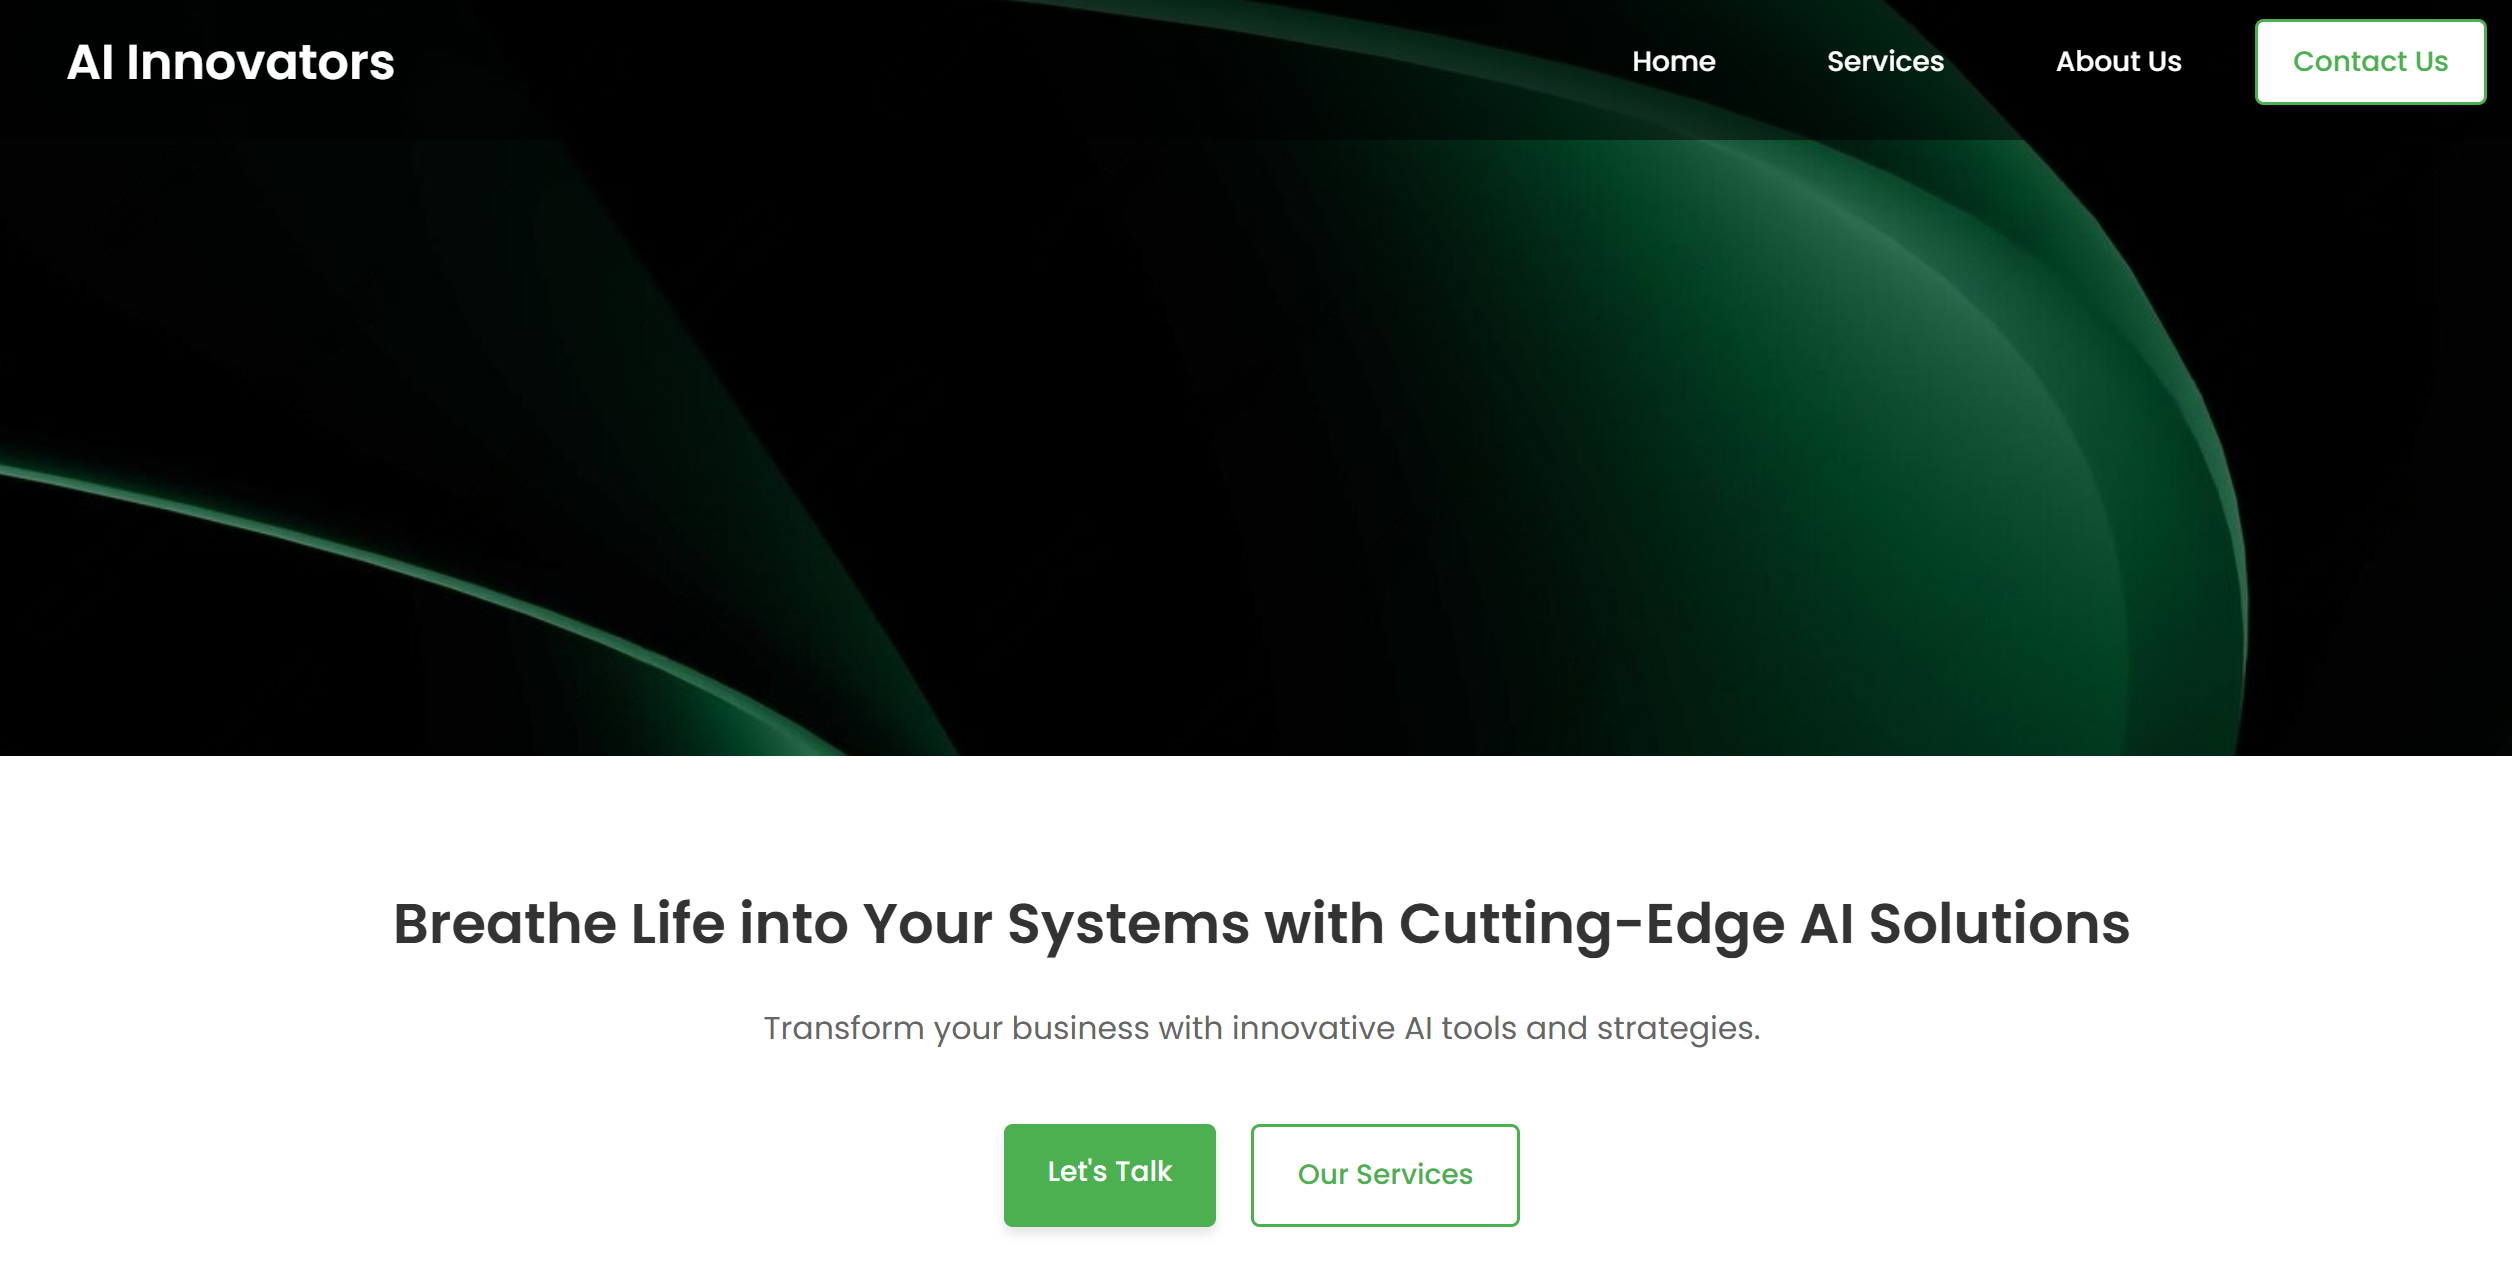 AI Innovators
Home
Services
About Us
Contact Us
Breathe Life into Your Systems with Cutting-Edge AI Solutions
Transform your business with innovative AI tools and strategies.
Let's Talk
Our Services